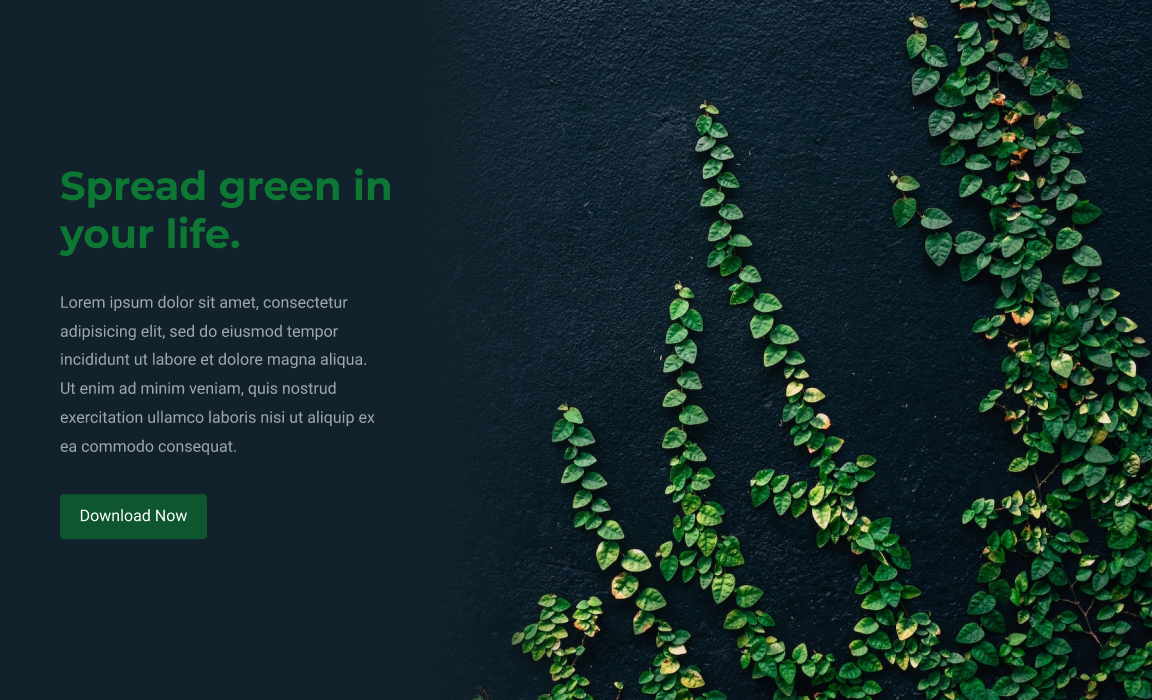 Spread green in
your life.
Lorem ipsum dolor sit amet, consectetur
adipisicing elit, sed do eiusmod tempor
incididunt ut labore et dolore magna aliqua.
Ut enim ad minim veniam, quis nostrud
exercitation ullamco laboris nisi ut aliquip ex
ea commodo consequat.
Download Now